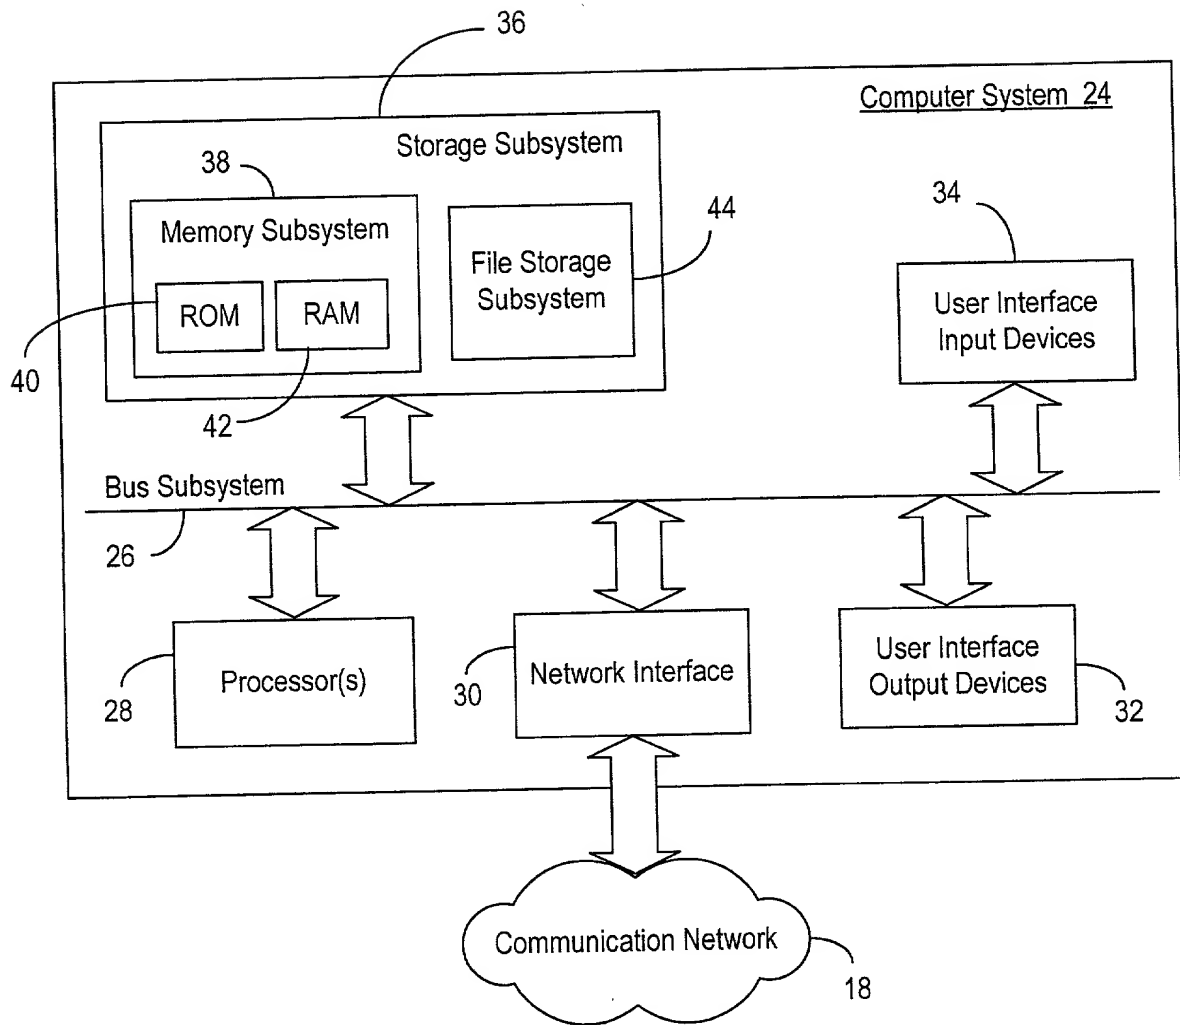 36
Computer System 24
Storage Subsystem
38
Memory Subsystem
44
34
File Storage
Subsystem
User Interface
Input Devices
ROM
RAM
40
42
Bus Subsystem
26
Processor(s)
Network Interface
User Interface
Output Devices
28
30
32
Communication Network
18